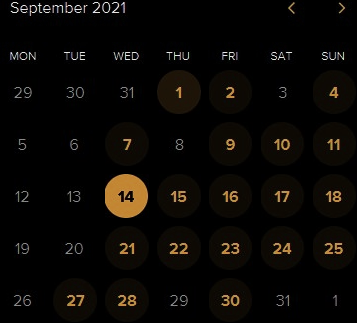 September 2021
MON TUE WED THU FRI SAT SUN
29 30 31 1 2 3 4
5 6 7 8 9 10 11
12 13 14 15 16 17 18
19 20 21 22 23 24 25
26 27 28 29 30 31 1